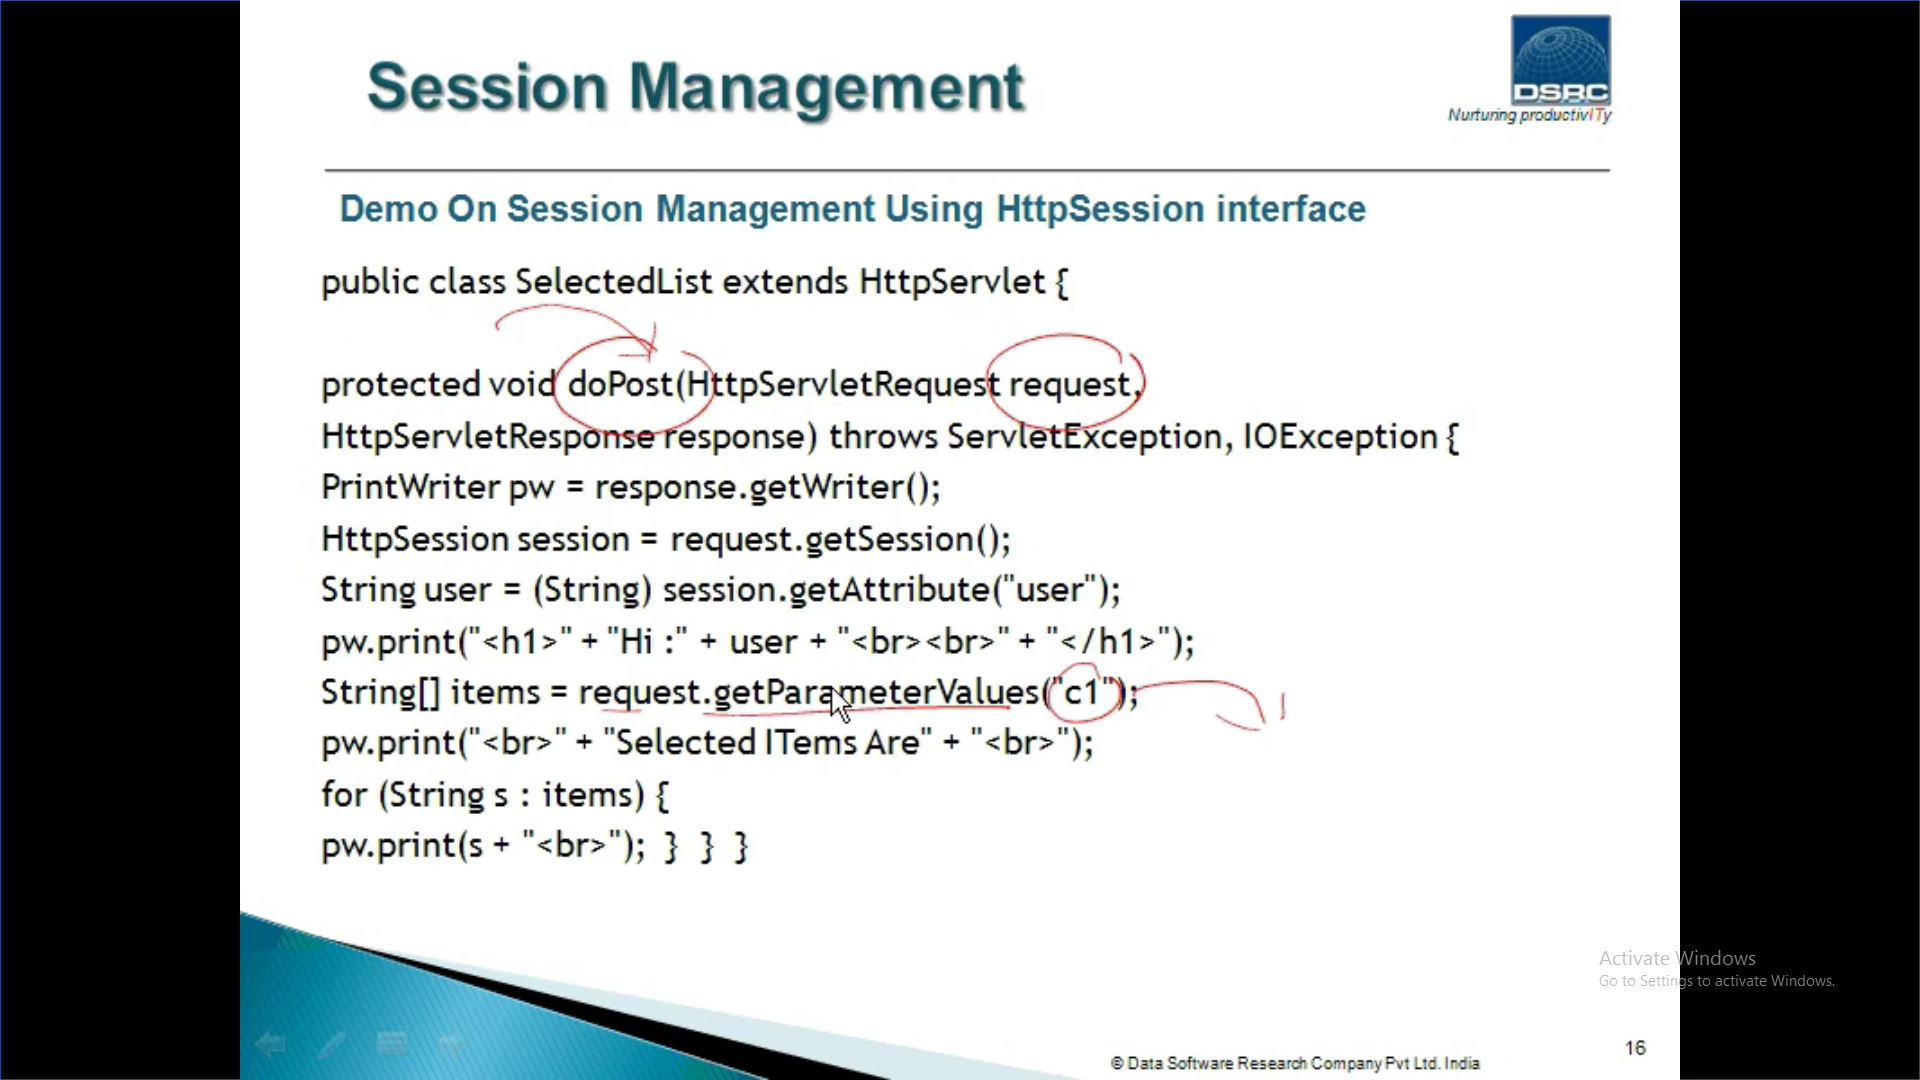 Session Management
DSRC
Nurturing productivITy
Demo On Session Management Using HttpSession interface
public class SelectedList extends HttpServlet {
protected void doPost(HttpServletRequest request,
HttpServletResponse response) throws ServletException, IOException {
PrintWriter pw = response.getWriter();
HttpSession session = request.getSession();
String user = (String) session.getAttribute("user");
pw.print("<h1>" + "Hi :" + user + "<br><br>" + "</h1>");
String[] items = request.getParameterValues("c1");
pw.print("<br>" + "Selected ITems Are" + "<br>");
for (String s : items) {
pw.print(s + "<br>"); } } }
Activate Windows
Go to Settings to activate Windows.
16
© Data Software Research Company Pvt Ltd. India